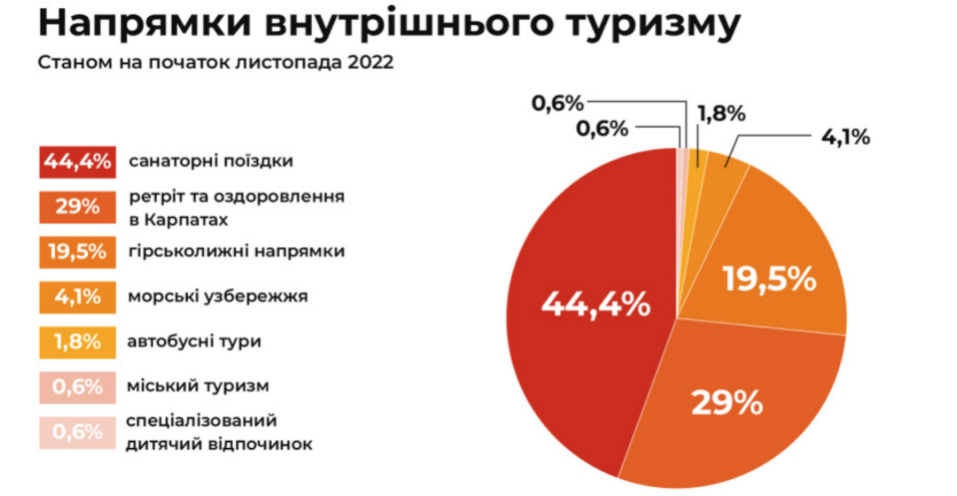 Напрямки внутрішнього туризму
Станом на початок листопада 2022
44,4% санаторні поїздки
29% ретріт та оздоровлення
в Карпатах
19,5% гірськолижні напрямки
4,1% морські узбережжя
1,8% автобусні тури
0,6% міський туризм
0,6% спеціалізований
дитячий відпочинок
0,6%
0,6%
1,8%
4,1%
19,5%
44,4%
29%